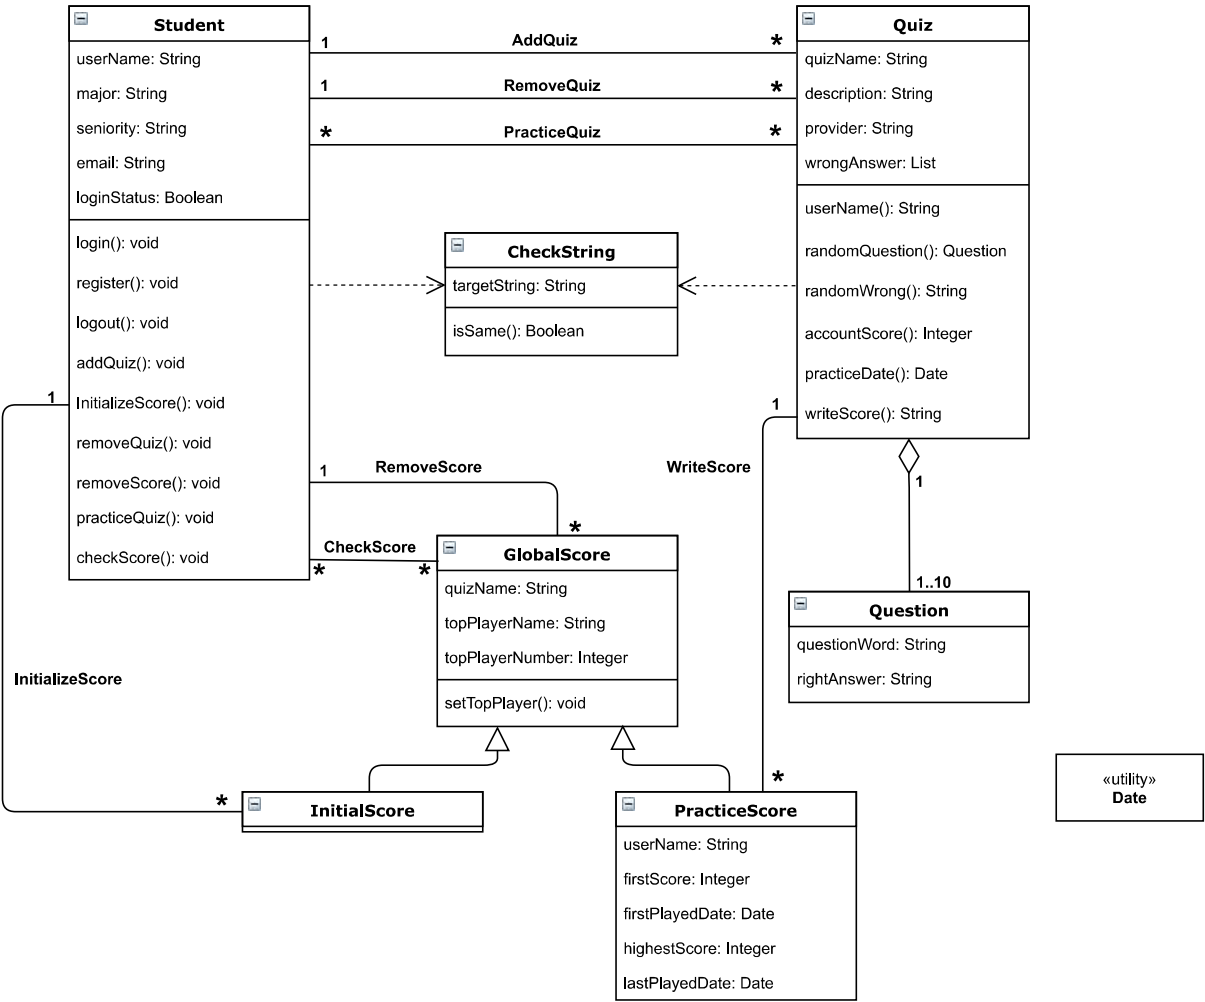 Student
userName: String
major: String
seniority: String
email: String
loginStatus: Boolean
login(): void
register(): void
logout(): void
addQuiz(): void
InitializeScore(): void
removeQuiz(): void
removeScore(): void
practiceQuiz(): void
checkScore(): void
1 AddQuiz *
1 RemoveQuiz *
* PracticeQuiz *
Quiz
quizName: String
description: String
provider: String
wrongAnswer: List
userName(): String
randomQuestion(): Question
randomWrong(): String
accountScore(): Integer
practiceDate(): Date
writeScore(): String
CheckString
targetString: String
isSame(): Boolean
1
InitializeScore
*
1
RemoveScore
*
CheckScore
* *
1
WriteScore
*
1
1..10
GlobalScore
quizName: String
topPlayerName: String
topPlayerNumber: Integer
setTopPlayer(): void
Question
questionWord: String
rightAnswer: String
«utility»
Date
InitialScore
PracticeScore
userName: String
firstScore: Integer
firstPlayedDate: Date
highestScore: Integer
lastPlayedDate: Date